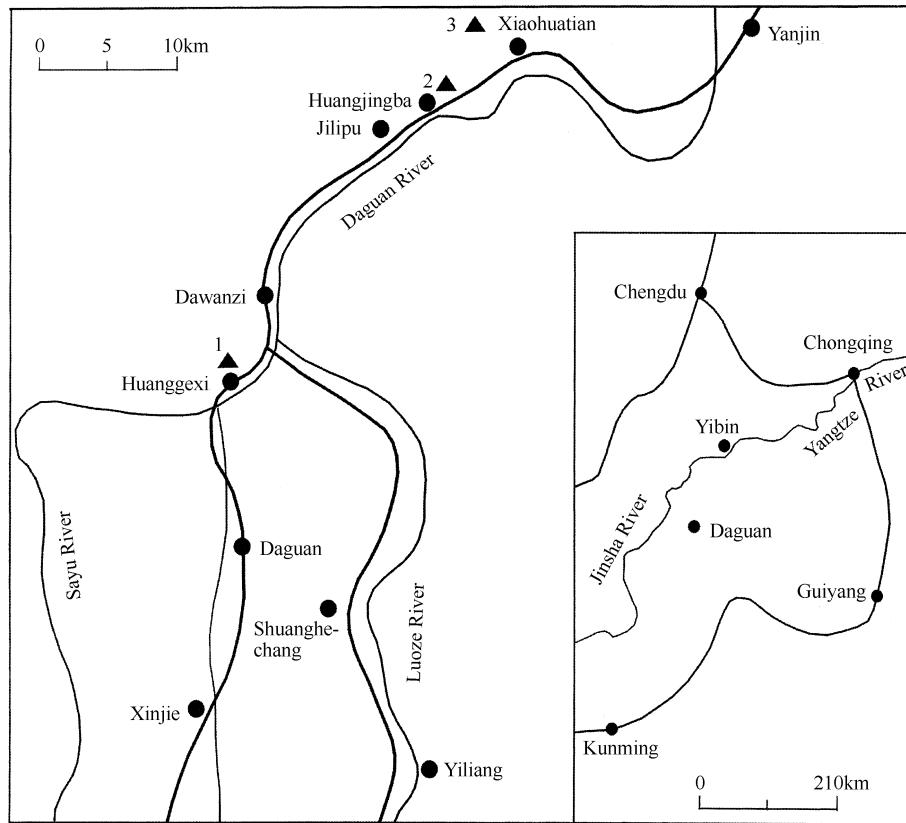 3
Xiaohuatian
Yanjin
0 5 10km
2
Huangjingba
Jilipu
Daguan River
Dawanzi
1
Huanggexi
Sayu River
Daguan
Shuanghe-
chang
Luoze River
Xinjie
Yiliang
Chengdu
Chongqing
River
Yangtze
Yibin
Jinsha River
Daguan
Guiyang
Kunming
0 210km